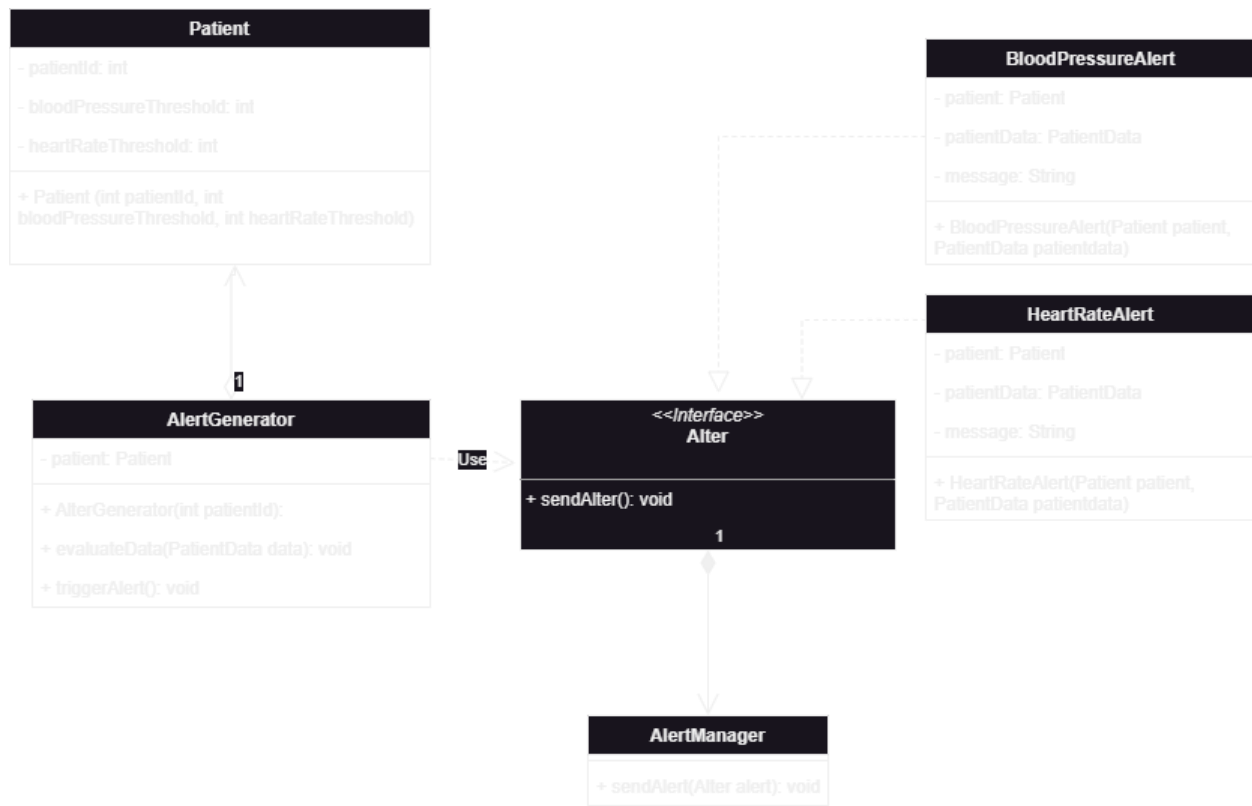 Patient
- patientId: int
- bloodPressureThreshold: int
- heartRateThreshold: int
+ Patient (int patientId, int
bloodPressureThreshold, int heartRateThreshold)
BloodPressureAlert
- patient: Patient
- patientData: PatientData
- message: String
+ BloodPressureAlert(Patient patient,
PatientData patientdata)
HeartRateAlert
- patient: Patient
- patientData: PatientData
- message: String
+ HeartRateAlert(Patient patient,
PatientData patientdata)
1
AlertGenerator
- patient: Patient
+ AlterGenerator(int patientId):
+ evaluateData(PatientData data): void
+ triggerAlert(): void
Use
<<Interface>>
Alter
+ sendAlter(): void
1
AlertManager
+ sendAlert(Alter alert): void